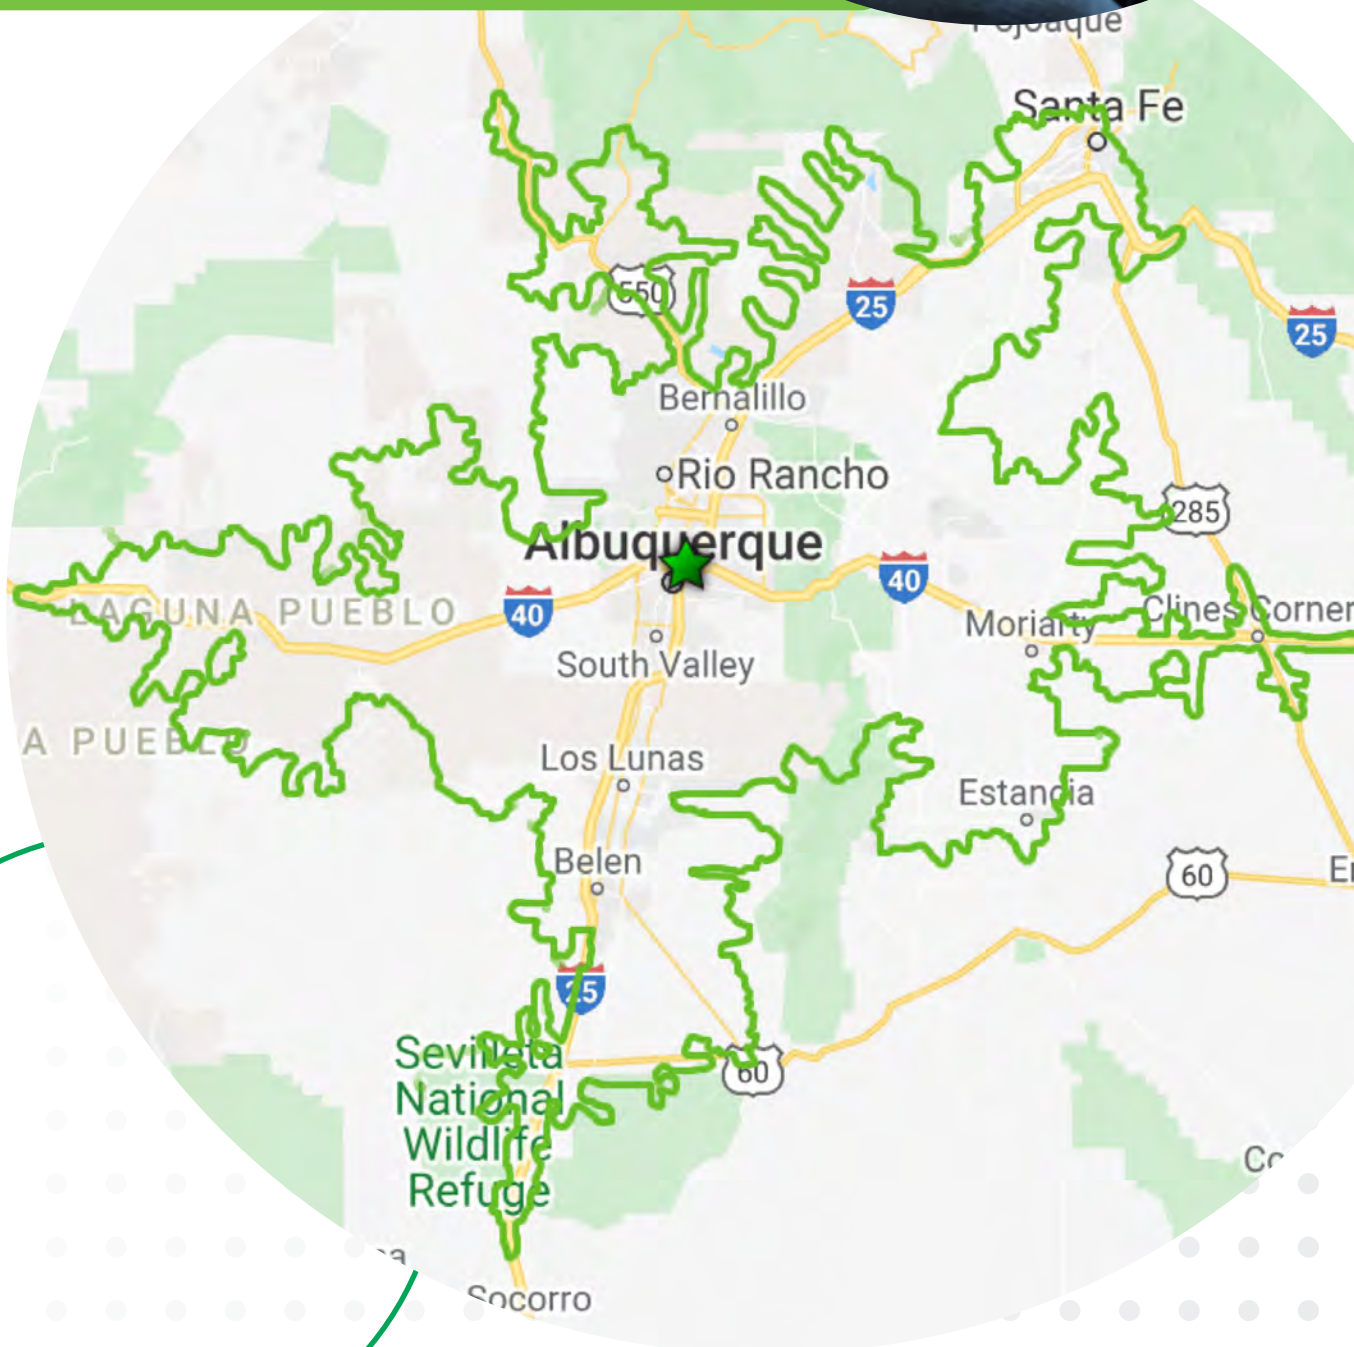 Pojoaque
Santa Fe
550
25
25
Bernalillo
Rio Rancho
285
Albuquerque
40
40
LAGUNA PUEBLO
Moriarty
Clines Corner
South Valley
A PUEBLO
Los Lunas
Estancia
Belen
60
25
Sevilleta
National
Wildlife
Refuge
60
Socorro